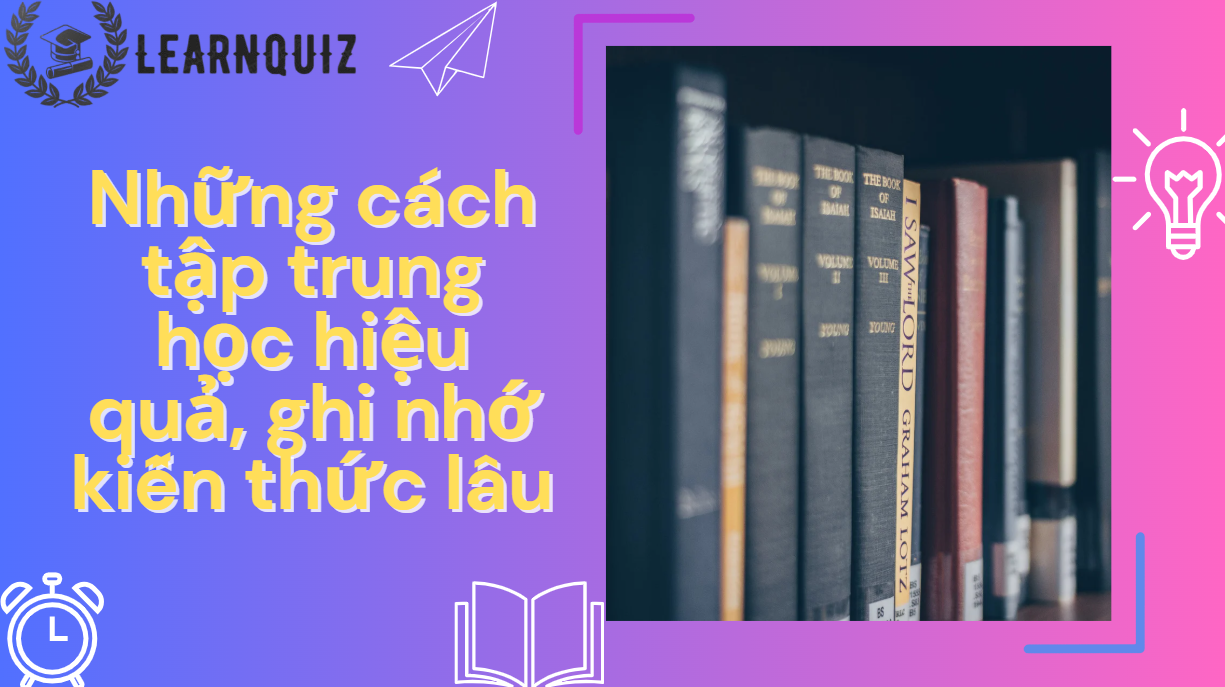 LEARNQUIZ
Những cách
tập trung
học hiệu
quả, ghi nhớ
kiến thức lâu
THE BOOK
OF
ISAIAH
VOLUME
I
YOUNG
THE BOOK
OF
ISAIAH
VOLUME
II
YOUNG
THE BOOK
OF
ISAIAH
VOLUME
III
YOUNG
BS
I SAW THE LORD GRAHAM LOTZ
BS